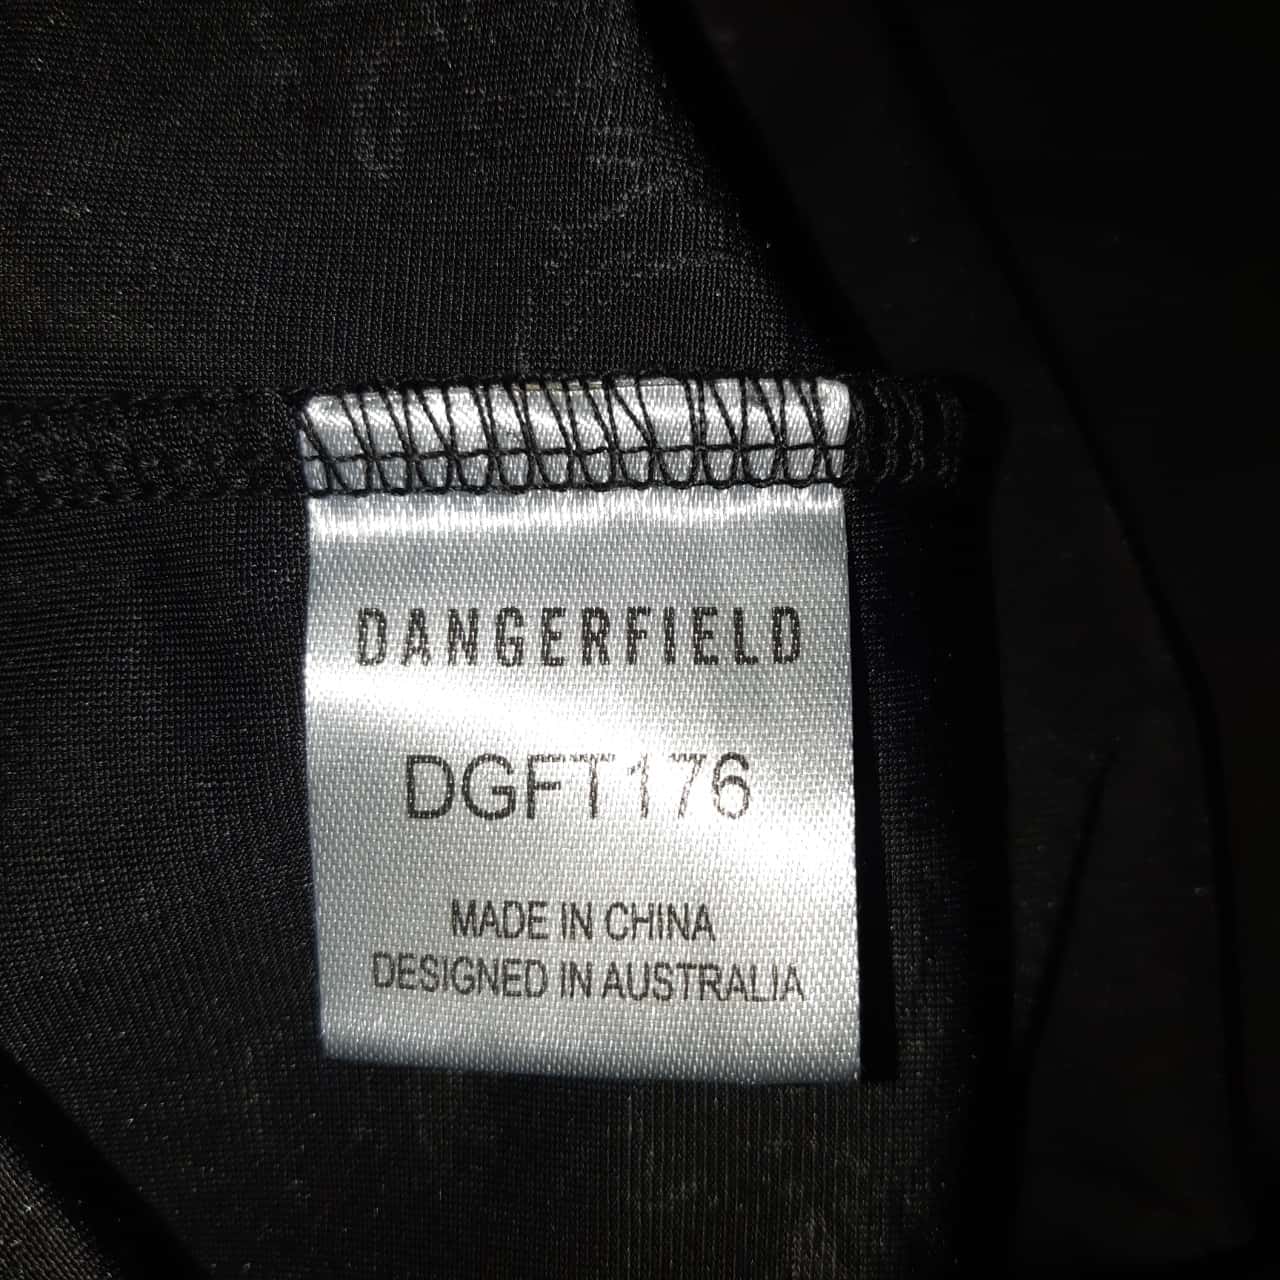 DANGERFIELD
DGFT176
MADE IN CHINA
DESIGNED IN AUSTRALIA